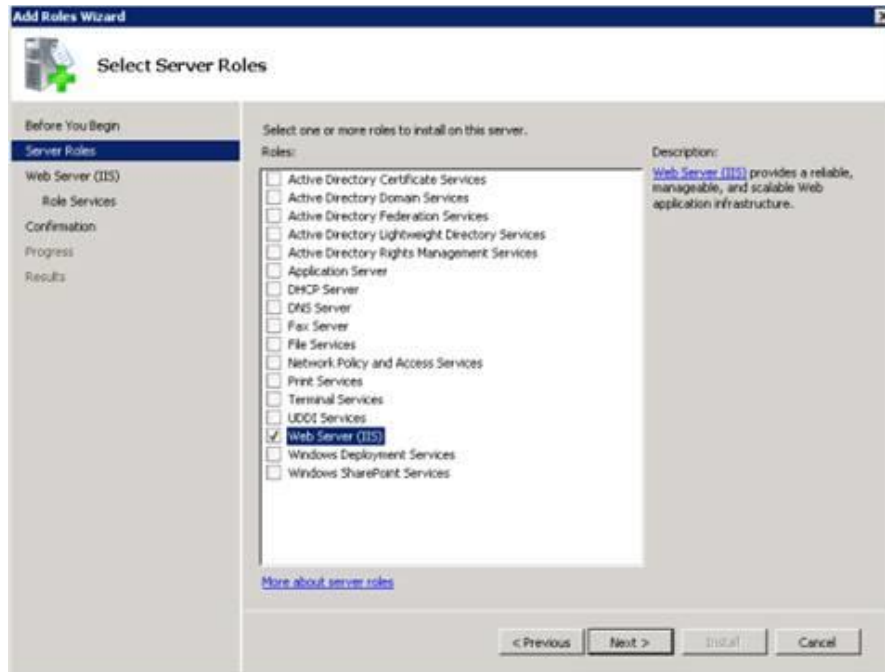 Add Roles Wizard
Select Server Roles
Before You Begin
Server Roles
Web Server (IIS)
Role Services
Confirmation
Progress
Results
Select one or more roles to install on this server.
Roles:
Active Directory Certificate Services
Active Directory Domain Services
Active Directory Federation Services
Active Directory Lightweight Directory Services
Active Directory Rights Management Services
Application Server
DHCP Server
DNS Server
Fax Server
File Services
Network Policy and Access Services
Print Services
Terminal Services
UDDI Services
Web Server (IIS)
Windows Deployment Services
Windows SharePoint Services
More about server roles
Description:
Web Server (IIS) provides a reliable,
manageable, and scalable Web
application infrastructure.
< Previous
Next >
Install
Cancel